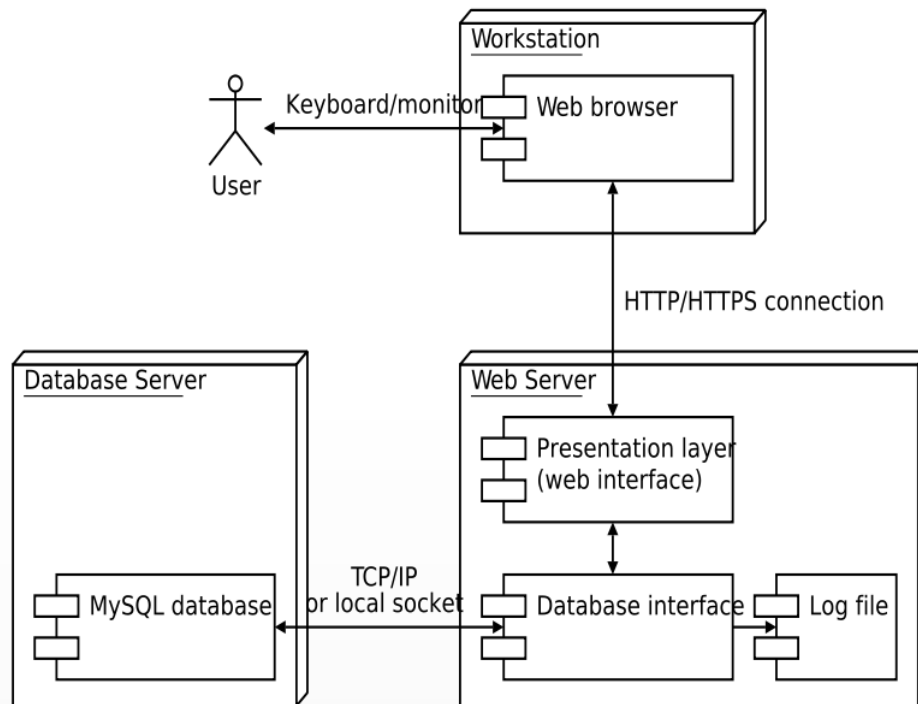 Workstation
Keyboard/monitor
Web browser
User
HTTP/HTTPS connection
Database Server
Web Server
Presentation layer
(web interface)
TCP/IP
or local socket
MySQL database
Database interface
Log file